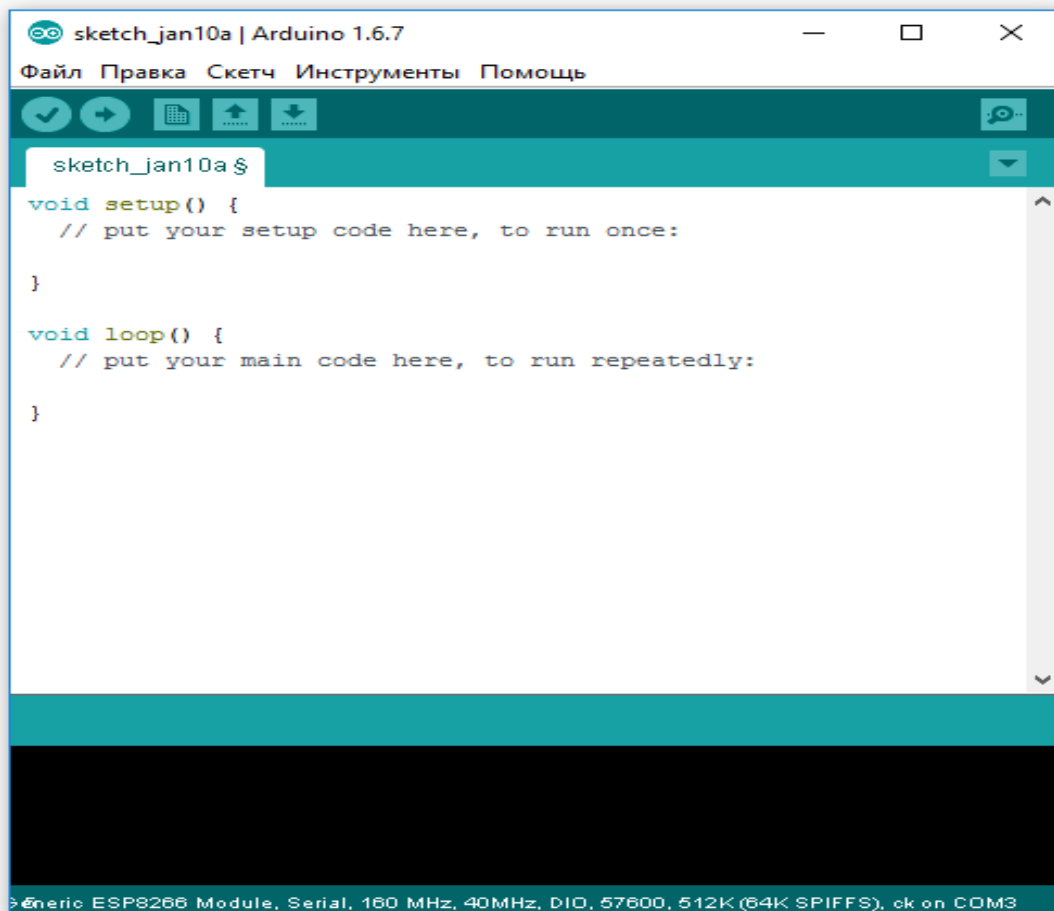 sketch_jan10a | Arduino 1.6.7
Файл Правка Скетч Инструменты Помощь
sketch_jan10a §
void setup() {
  // put your setup code here, to run once:
}
void loop() {
  // put your main code here, to run repeatedly:
}
Generic ESP8266 Module, Serial, 160 MHz, 40MHz, DIO, 57600, 512K (64K SPIFFS), ck on COM3